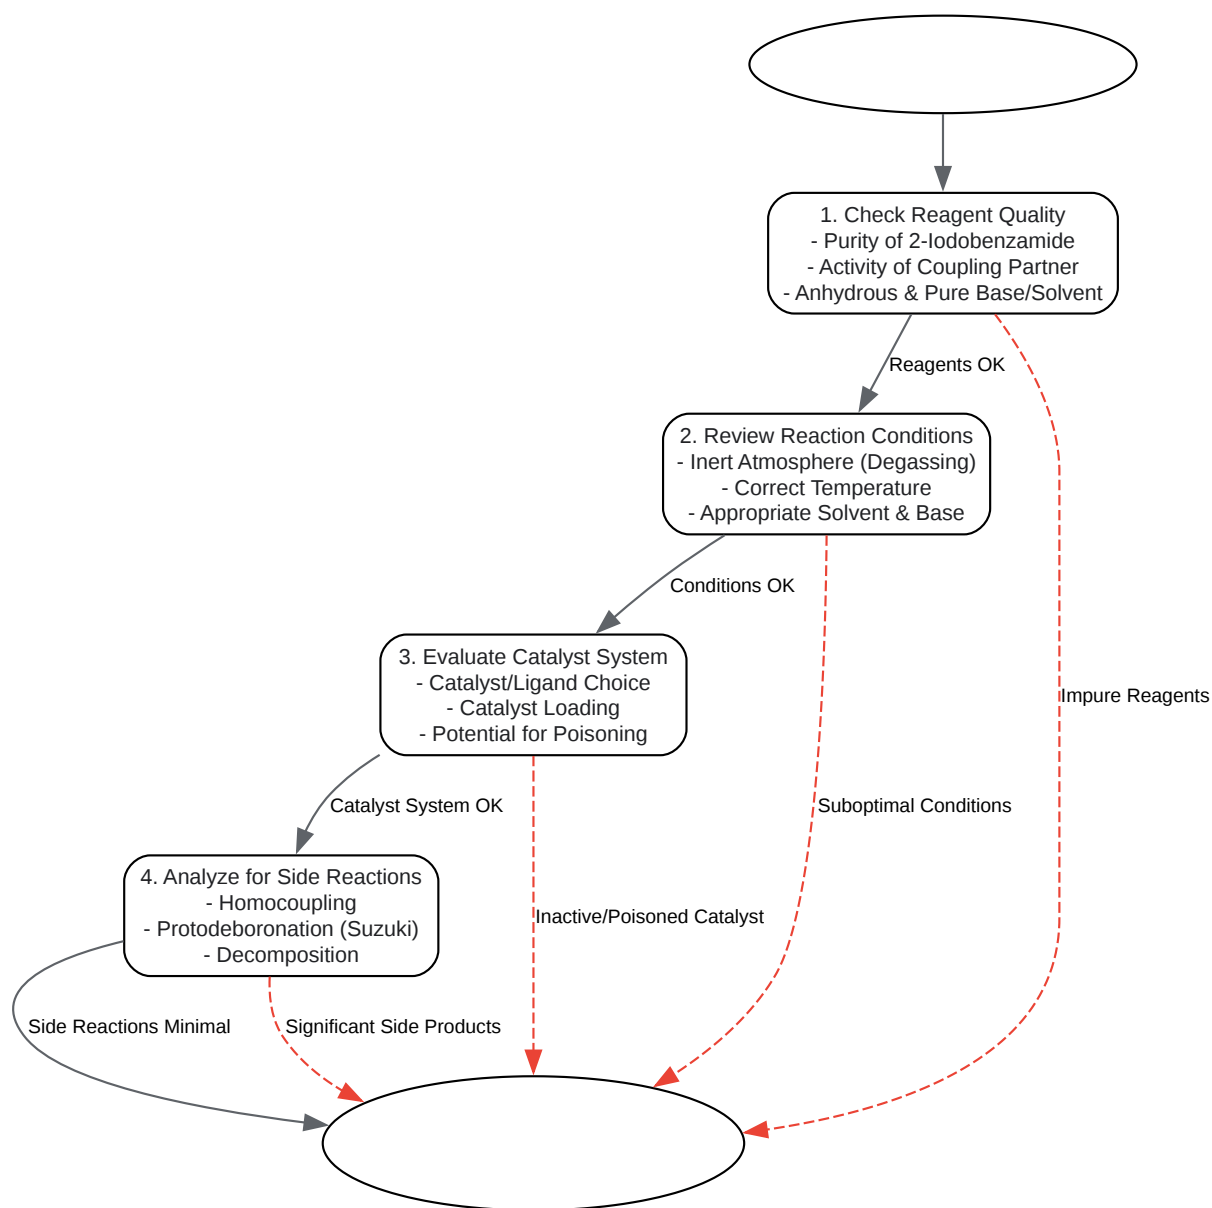 1. Check Reagent Quality
- Purity of 2-Iodobenzamide
- Activity of Coupling Partner
- Anhydrous & Pure Base/Solvent
Reagents OK
2. Review Reaction Conditions
- Inert Atmosphere (Degassing)
- Correct Temperature
- Appropriate Solvent & Base
Conditions OK
3. Evaluate Catalyst System
- Catalyst/Ligand Choice
- Catalyst Loading
- Potential for Poisoning
Impure Reagents
Catalyst System OK
Suboptimal Conditions
4. Analyze for Side Reactions
- Homocoupling
- Protodeboronation (Suzuki)
- Decomposition
Inactive/Poisoned Catalyst
Side Reactions Minimal
Significant Side Products